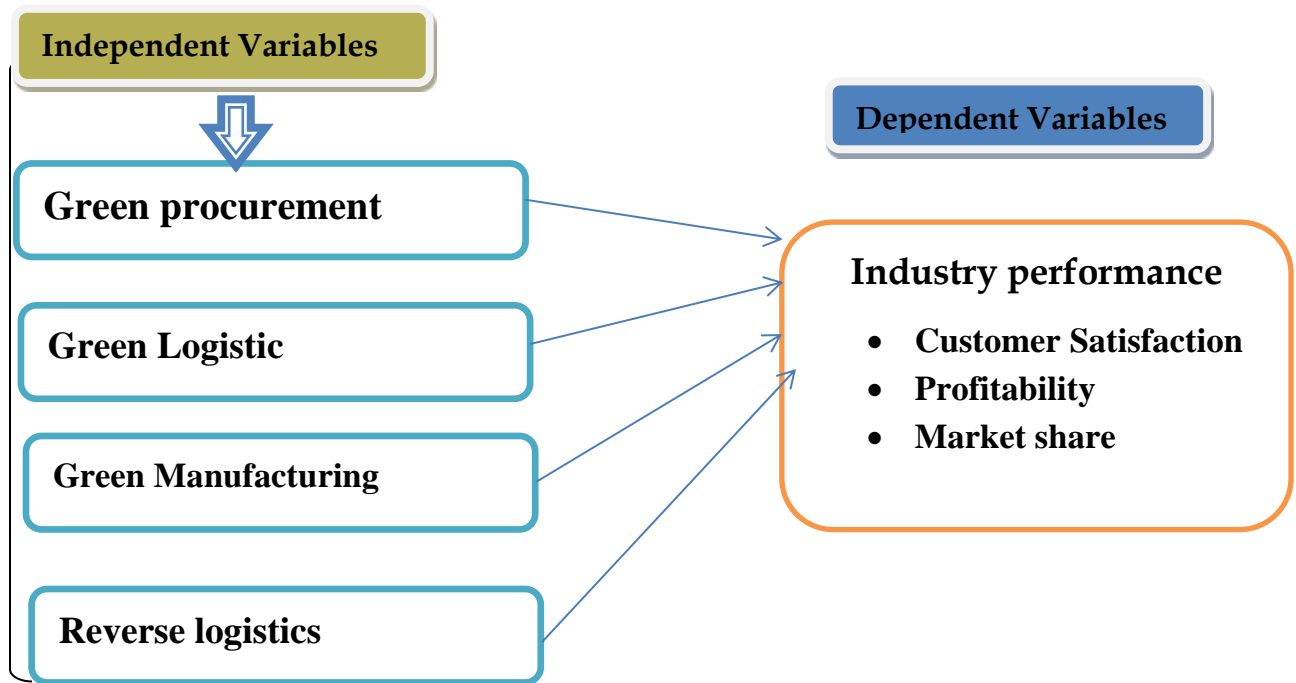 Independent Variables
Dependent Variables
Green procurement
Green Logistic
Green Manufacturing
Reverse logistics
Industry performance
• Customer Satisfaction
• Profitability
• Market share